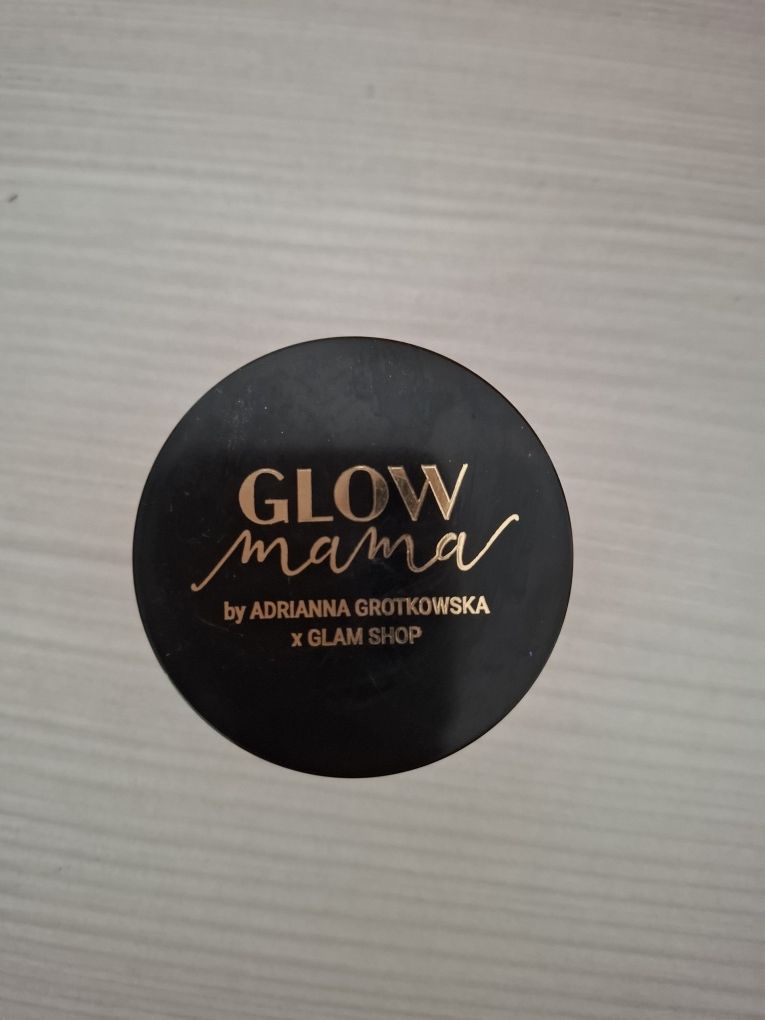 GLOW
mama
by ADRIANNA GROTKOWSKA
x GLAM SHOP